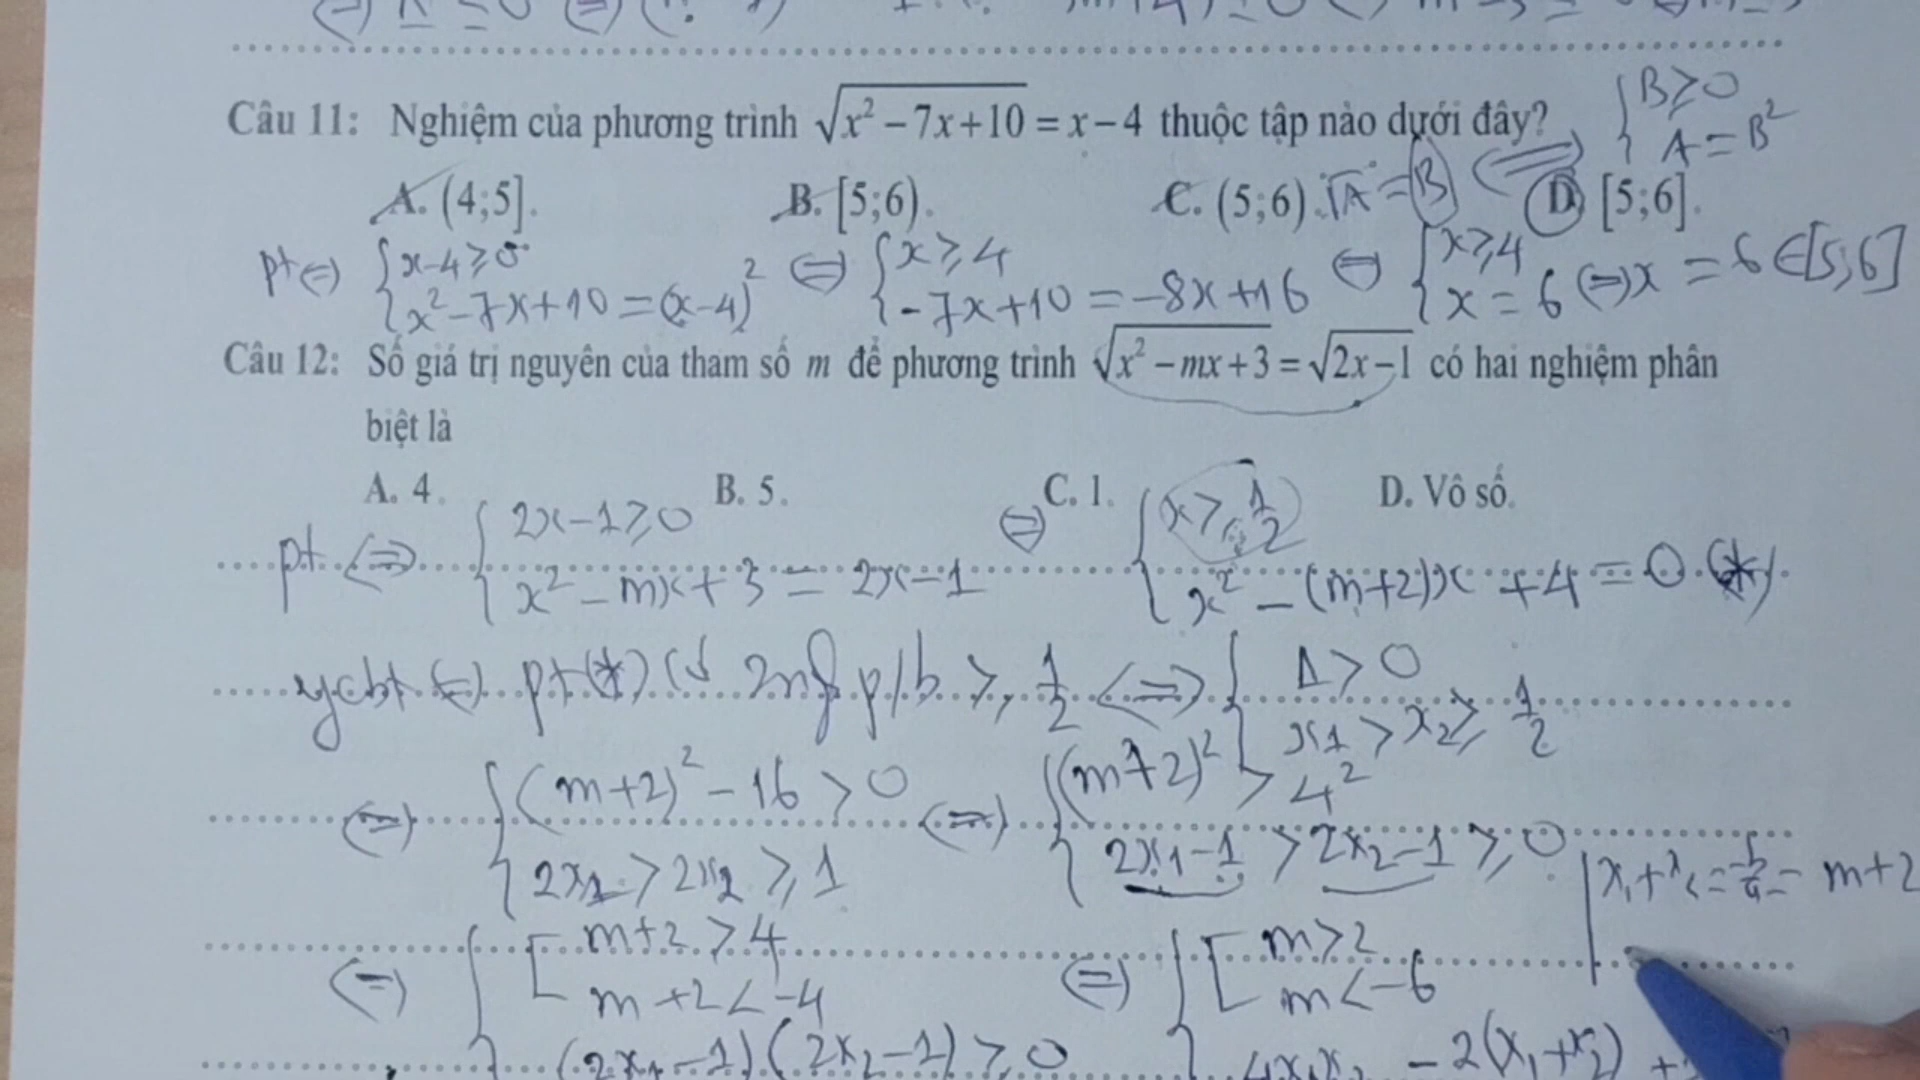 Câu 11: Nghiệm của phương trình √(x² − 7x + 10) = x − 4 thuộc tập nào dưới đây?
{ B ≥ 0
A = B²
A. (4;5]. B. [5;6). C. (5;6). √A = B ⇔ D. [5;6].
pt ⇔ { x−4 ≥ 0 ⇔ { x ≥ 4 ⇔ { x ≥ 4
x² − 7x + 10 = (x−4)² −7x + 10 = −8x + 16 x = 6 ⇔ x = 6 ∈ [5;6]
Câu 12: Số giá trị nguyên của tham số m để phương trình √(x² − mx + 3) = √(2x − 1) có hai nghiệm phân
biệt là
A. 4. B. 5. C. 1. D. Vô số.
pt ⇔ { 2x − 1 ≥ 0 ⇔ { x ≥ 1/2
x² − mx + 3 = 2x − 1 x² − (m+2)x + 4 = 0 (*)
ycbt ⇔ pt(*) có 2 ng p/b ≥ 1/2 ⇔ { Δ > 0
x1 > x2 ≥ 1/2
⇔ { (m+2)² − 16 > 0 ⇔ { (m+2)² > 4²
2x1 > 2x2 ≥ 1 2x1 − 1 > 2x2 − 1 ≥ 0
x1 + x2 = −b/a = m+2
⇔ { [ m+2 > 4 ⇔ { [ m > 2
m+2 < −4 m < −6
(2x1 − 1)(2x2 − 1) ≥ 0 4x1x2 − 2(x1 + x2) +